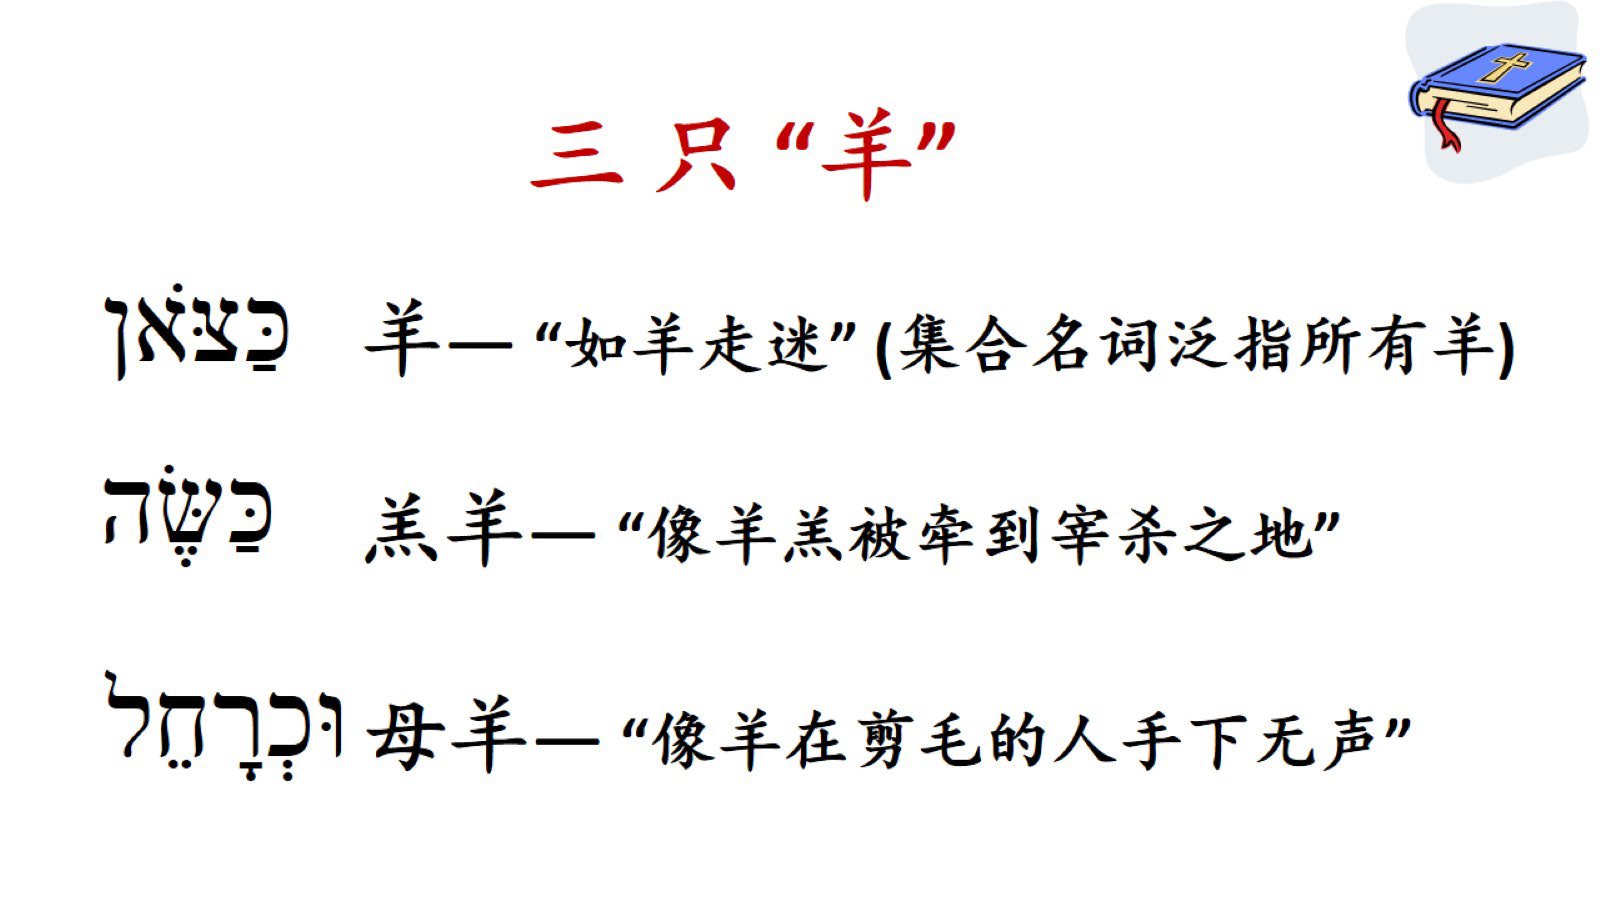 三只“羊”
כַּצֹּאן 羊— “如羊走迷” (集合名词泛指所有羊)
כַּשֶּׂה 羔羊— “像羊羔被牵到宰杀之地”
וּכְרָחֵל 母羊— “像羊在剪毛的人手下无声”